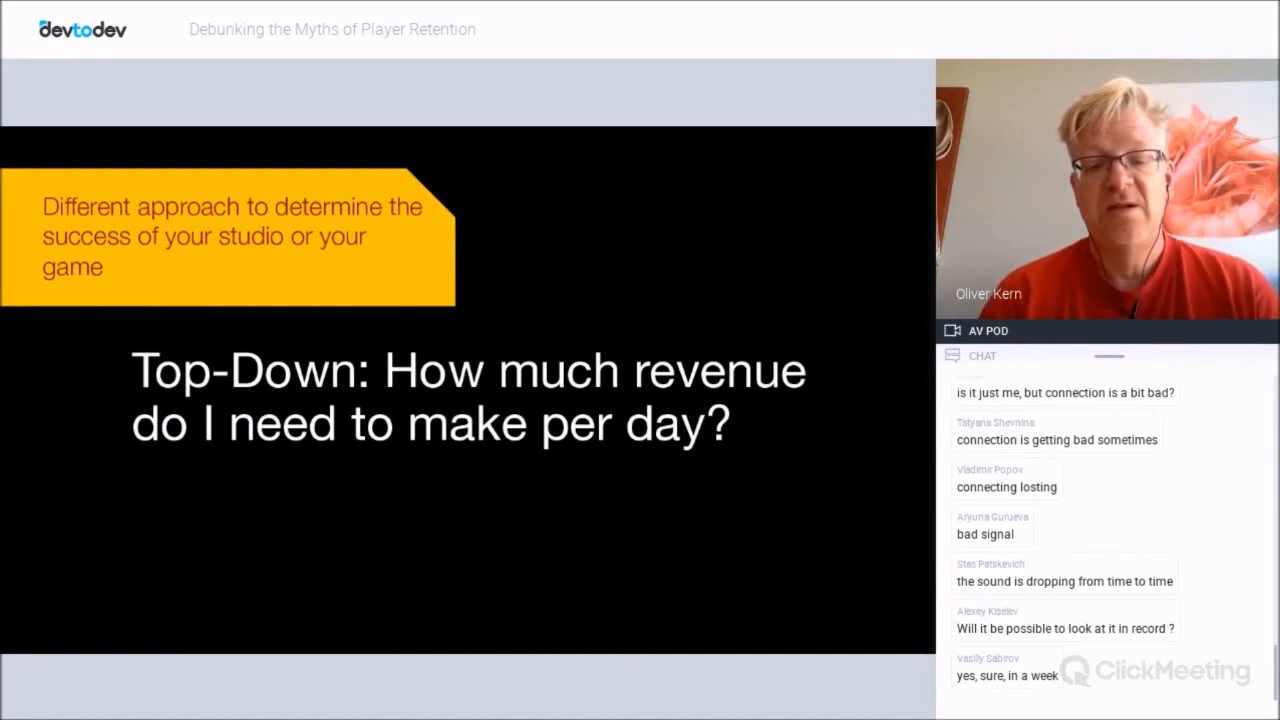 devtodev
Debunking the Myths of Player Retention
Different approach to determine the
success of your studio or your
game
Top-Down: How much revenue
do I need to make per day?
Oliver Kern
AV POD
CHAT
is it just me, but connection is a bit bad?
Tatyana Shevnina
connection is getting bad sometimes
Vladimir Popov
connecting losting
Aryuna Gurueva
bad signal
Stas Patskevich
the sound is dropping from time to time
Alexey Kiselev
Will it be possible to look at it in record ?
Vasiliy Sabirov
yes, sure, in a week
ClickMeeting